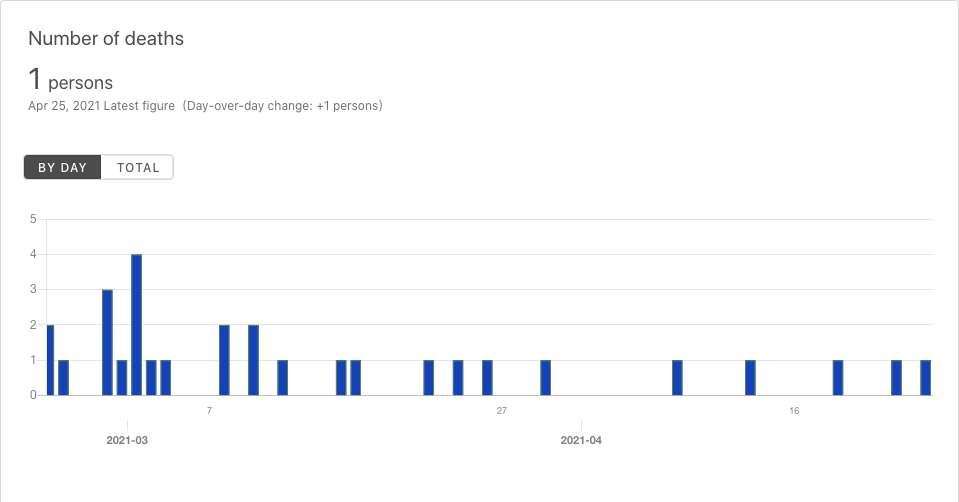 Number of deaths
1 persons
Apr 25, 2021 Latest figure (Day-over-day change: +1 persons)
BY DAY TOTAL
5
4
3
2
1
0
7 27 16
2021-03 2021-04